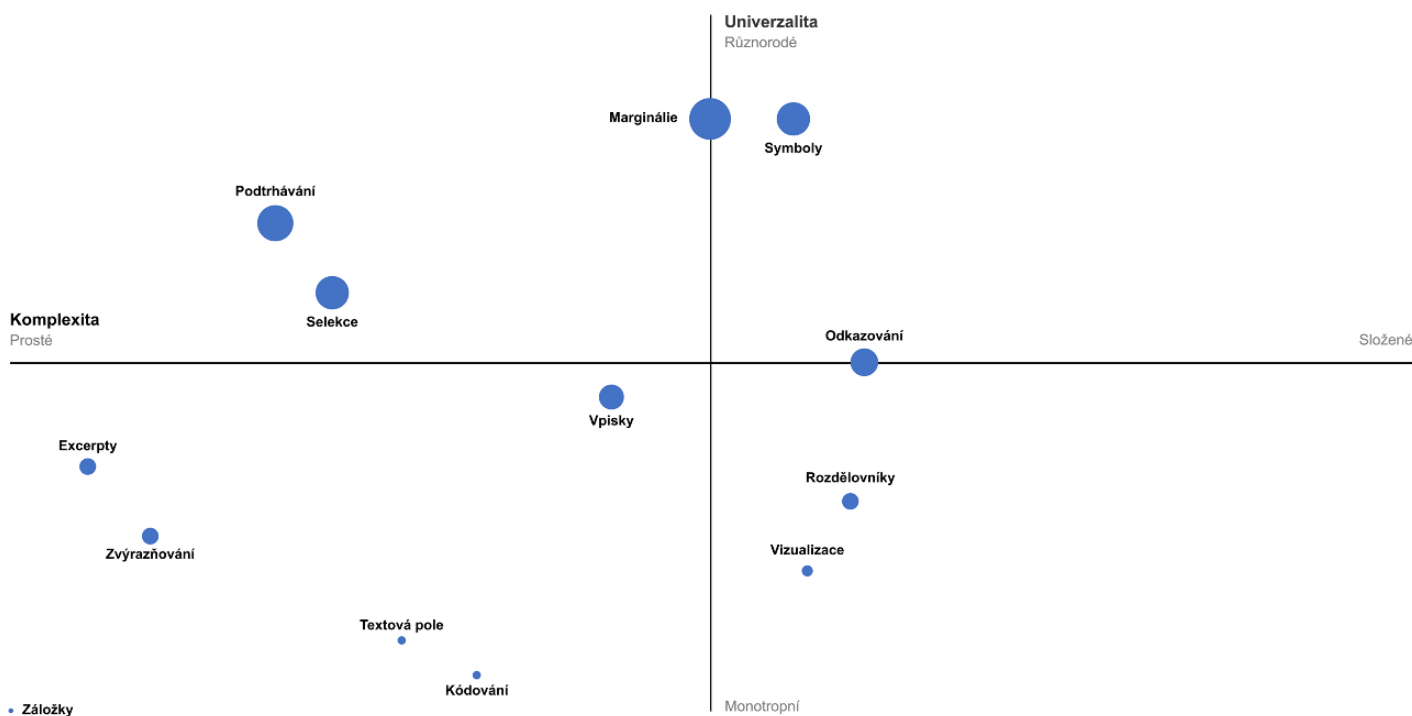 Univerzalita
Různorodé
Marginálie
Symboly
Podtrhávání
Selekce
Komplexita
Prosté
Odkazování
Složené
Vpisky
Excerpty
Rozdělovníky
Zvýrazňování
Vizualizace
Textová pole
Kódování
Záložky
Monotropní